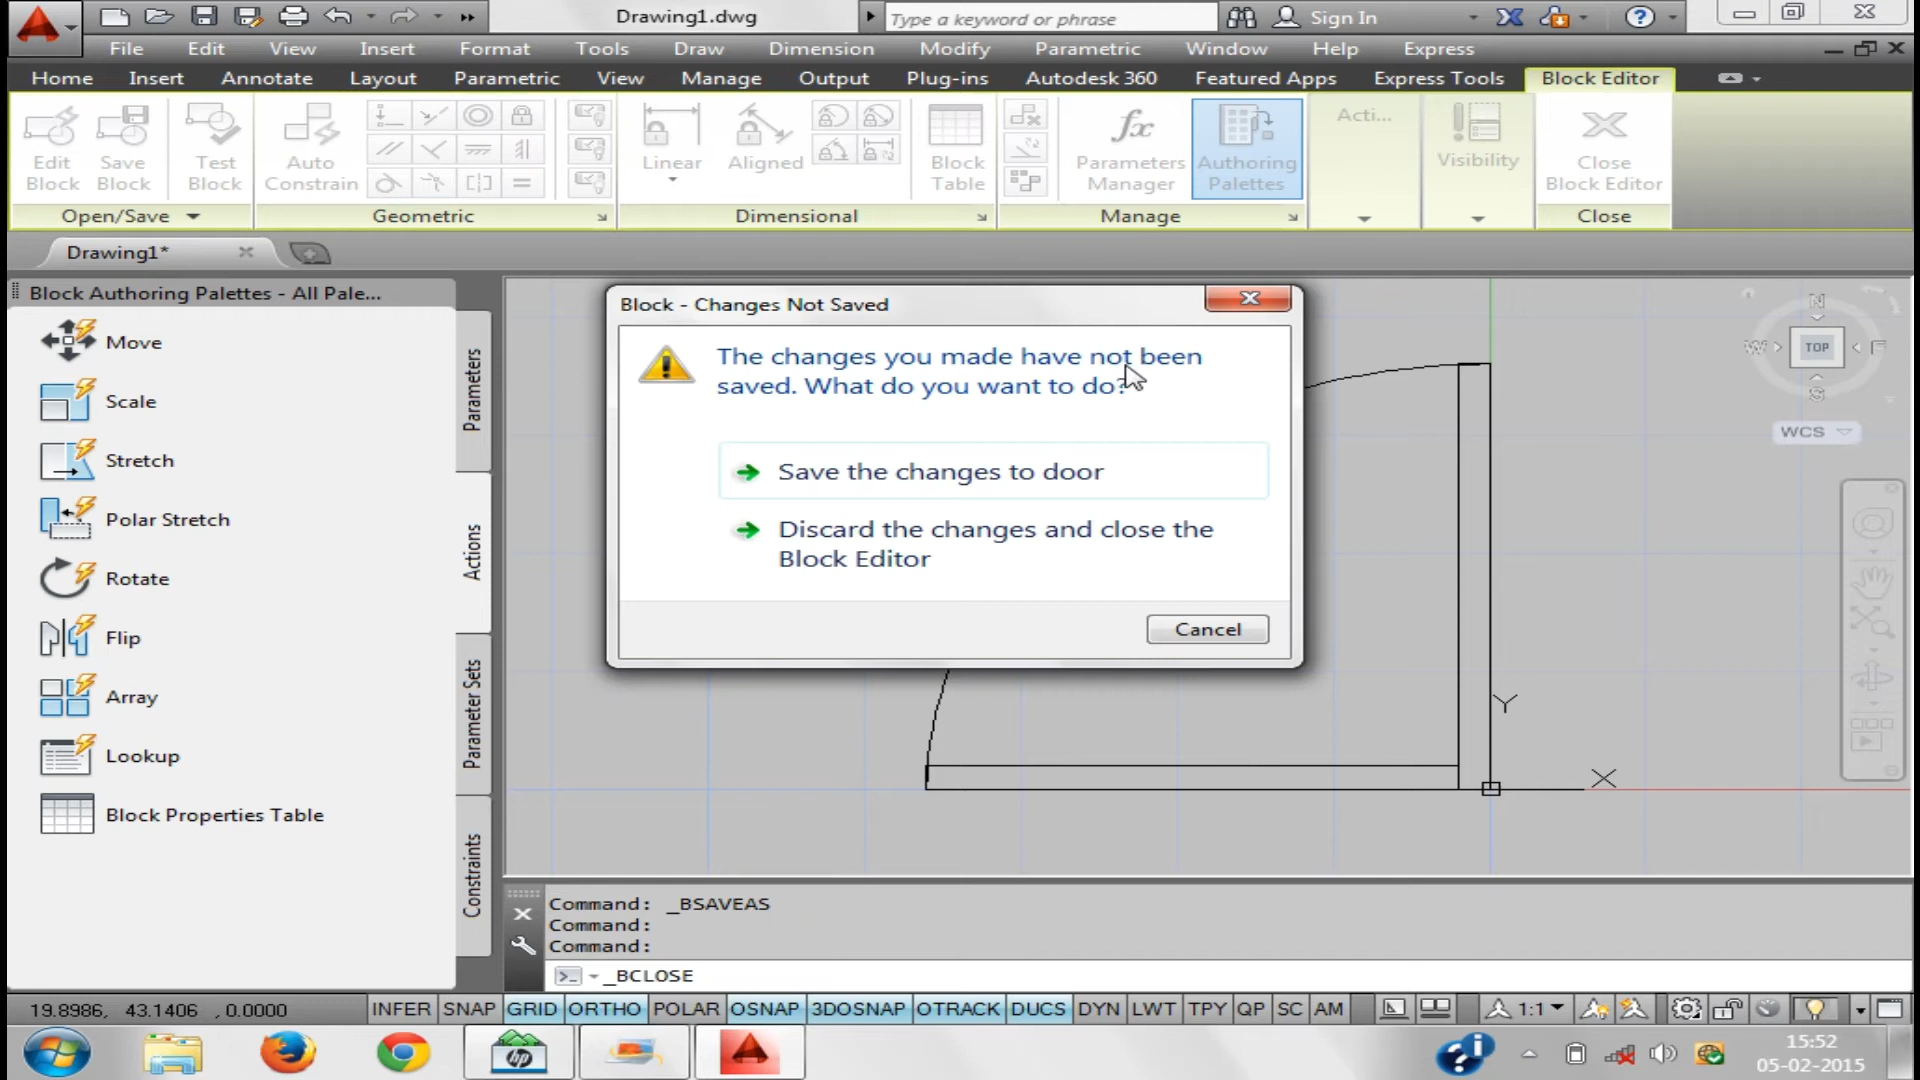 Drawing1.dwg
Type a keyword or phrase
Sign In
File Edit View Insert Format Tools Draw Dimension Modify Parametric Window Help Express
Home Insert Annotate Layout Parametric View Manage Output Plug-ins Autodesk 360 Featured Apps Express Tools Block Editor
Edit Block
Save Block
Test Block
Auto Constrain
Linear
Aligned
Block Table
Parameters Manager
Authoring Palettes
Acti...
Visibility
Close Block Editor
Open/Save
Geometric
Dimensional
Manage
Close
Drawing1*
Block Authoring Palettes - All Pale...
Move
Scale
Stretch
Polar Stretch
Rotate
Flip
Array
Lookup
Block Properties Table
Parameters
Actions
Parameter Sets
Constraints
Block - Changes Not Saved
The changes you made have not been
saved. What do you want to do?
Save the changes to door
Discard the changes and close the
Block Editor
Cancel
N
W
TOP
S
WCS
Y
X
Command: _BSAVEAS
Command:
Command:
_BCLOSE
19.8986, 43.1406 , 0.0000
INFER SNAP GRID ORTHO POLAR OSNAP 3DOSNAP OTRACK DUCS DYN LWT TPY QP SC AM
1:1
hp
15:52
05-02-2015